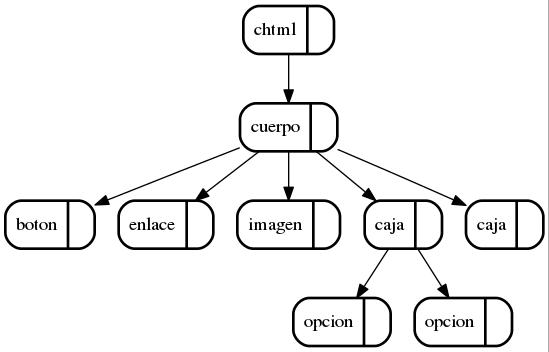 chtml
cuerpo
boton
enlace
imagen
caja
caja
opcion
opcion